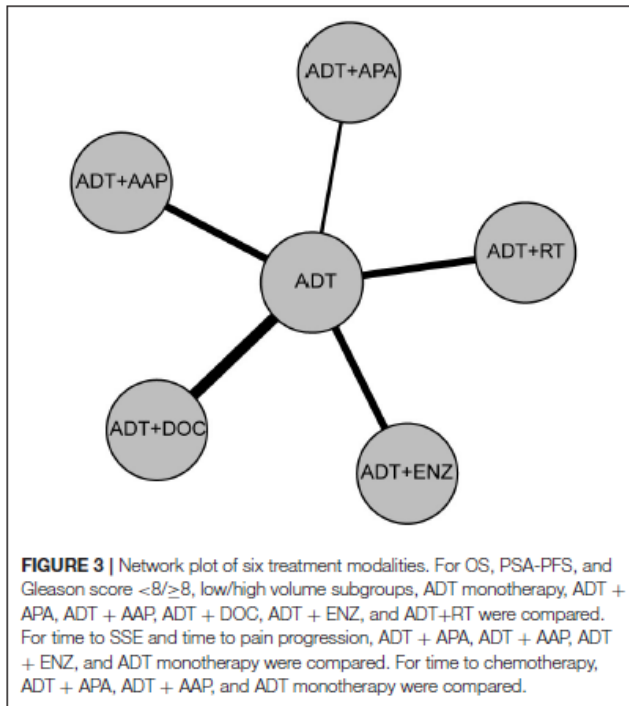 ADT+APA
ADT+AAP
ADT+RT
ADT
ADT+DOC
ADT+ENZ
FIGURE 3 | Network plot of six treatment modalities. For OS, PSA-PFS, and
Gleason score <8/≥8, low/high volume subgroups, ADT monotherapy, ADT +
APA, ADT + AAP, ADT + DOC, ADT + ENZ, and ADT+RT were compared.
For time to SSE and time to pain progression, ADT + APA, ADT + AAP, ADT
+ ENZ, and ADT monotherapy were compared. For time to chemotherapy,
ADT + APA, ADT + AAP, and ADT monotherapy were compared.